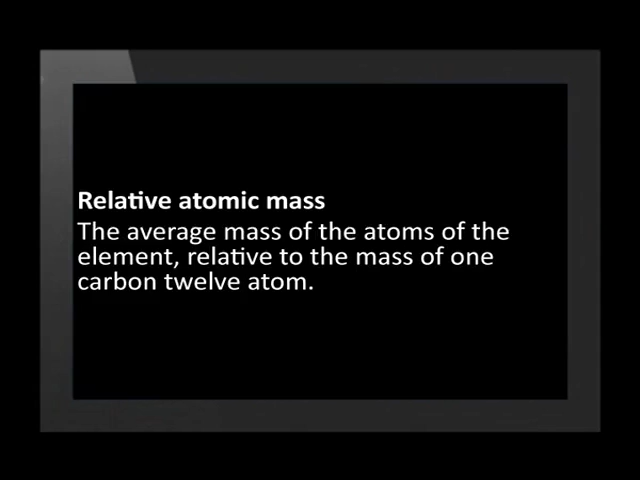 Relative atomic mass
The average mass of the atoms of the
element, relative to the mass of one
carbon twelve atom.